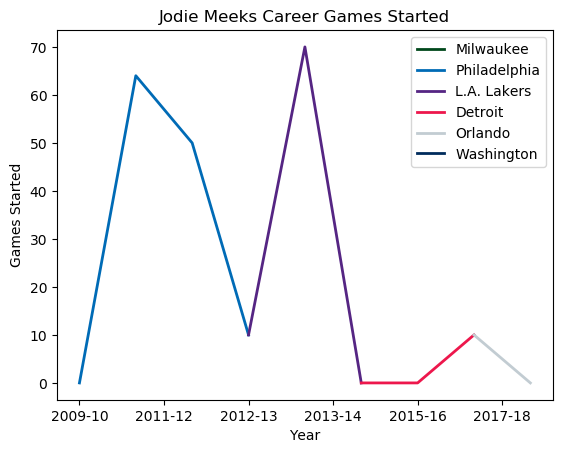 Jodie Meeks Career Games Started
Milwaukee
Philadelphia
L.A. Lakers
Detroit
Orlando
Washington
Games Started
70
60
50
40
30
20
10
0
2009-10 2011-12 2012-13 2013-14 2015-16 2017-18
Year